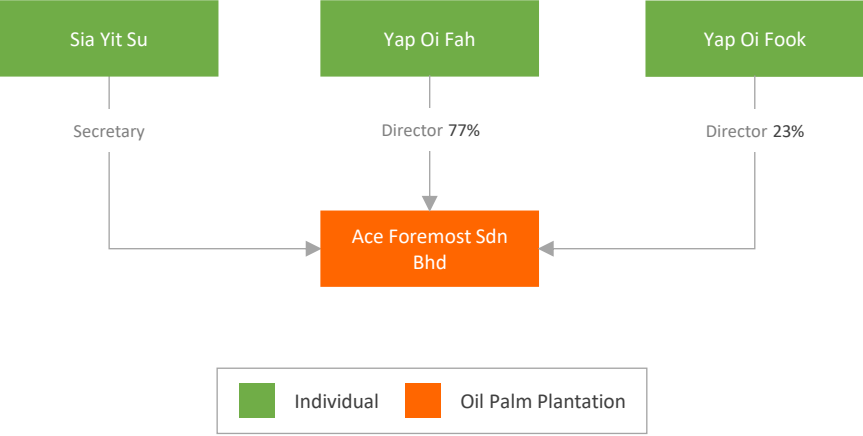 Sia Yit Su
Yap Oi Fah
Yap Oi Fook
Secretary
Director 77%
Director 23%
Ace Foremost Sdn
Bhd
Individual
Oil Palm Plantation